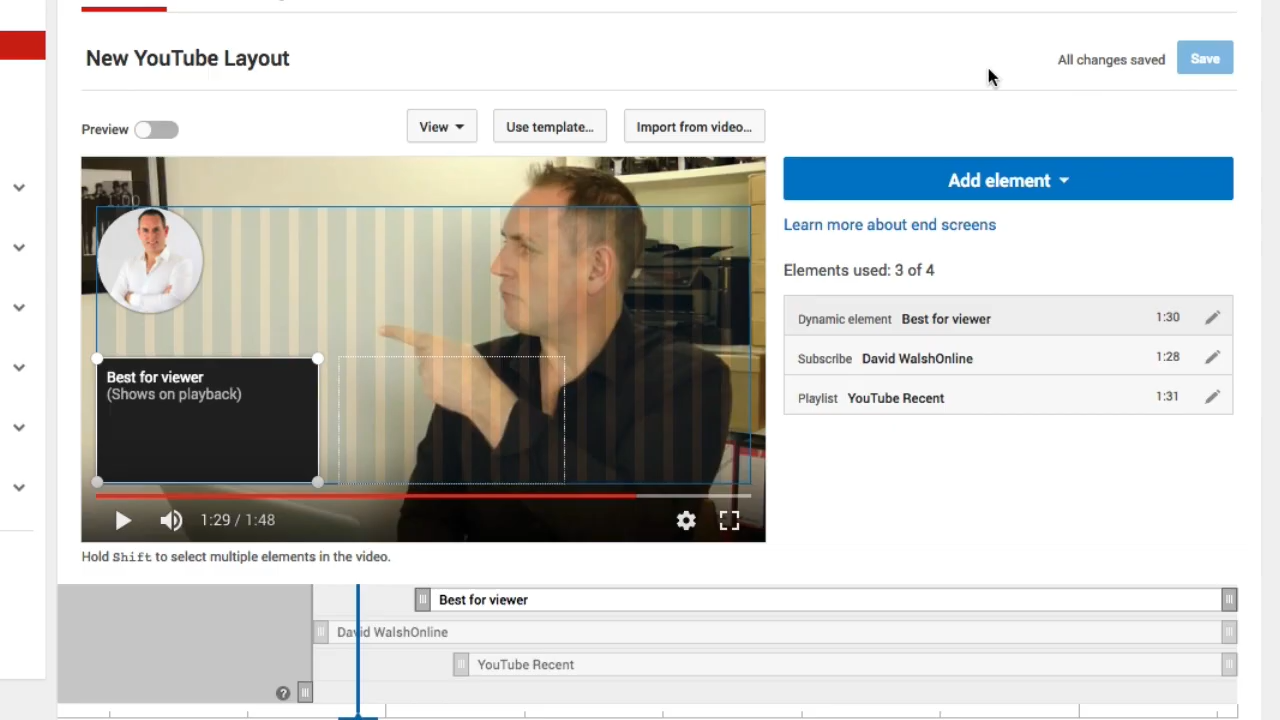 New YouTube Layout
All changes saved
Save
Preview
View
Use template...
Import from video...
1:00
Best for viewer
(Shows on playback)
1:29 / 1:48
Hold Shift to select multiple elements in the video.
Add element
Learn more about end screens
Elements used: 3 of 4
Dynamic element Best for viewer 1:30
Subscribe David WalshOnline 1:28
Playlist YouTube Recent 1:31
Best for viewer
David WalshOnline
YouTube Recent
?